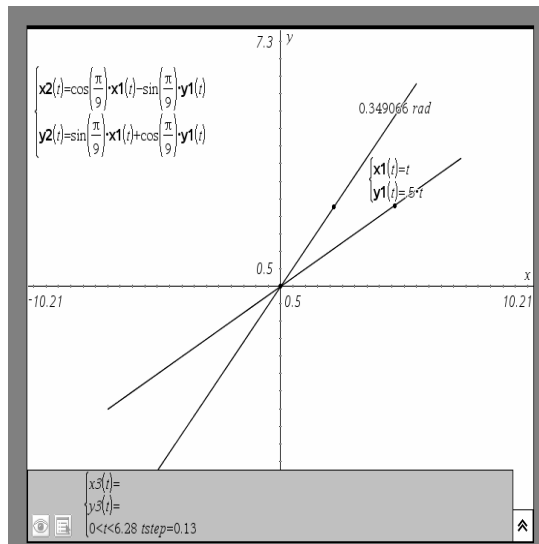 7.3 y
x2(t)=cos(π/9)·x1(t)−sin(π/9)·y1(t)
y2(t)=sin(π/9)·x1(t)+cos(π/9)·y1(t)
0.349066 rad
x1(t)=t
y1(t)=.5·t
0.5
x
-10.21
0.5
10.21
x3(t)=
y3(t)=
0<t<6.28 tstep=0.13